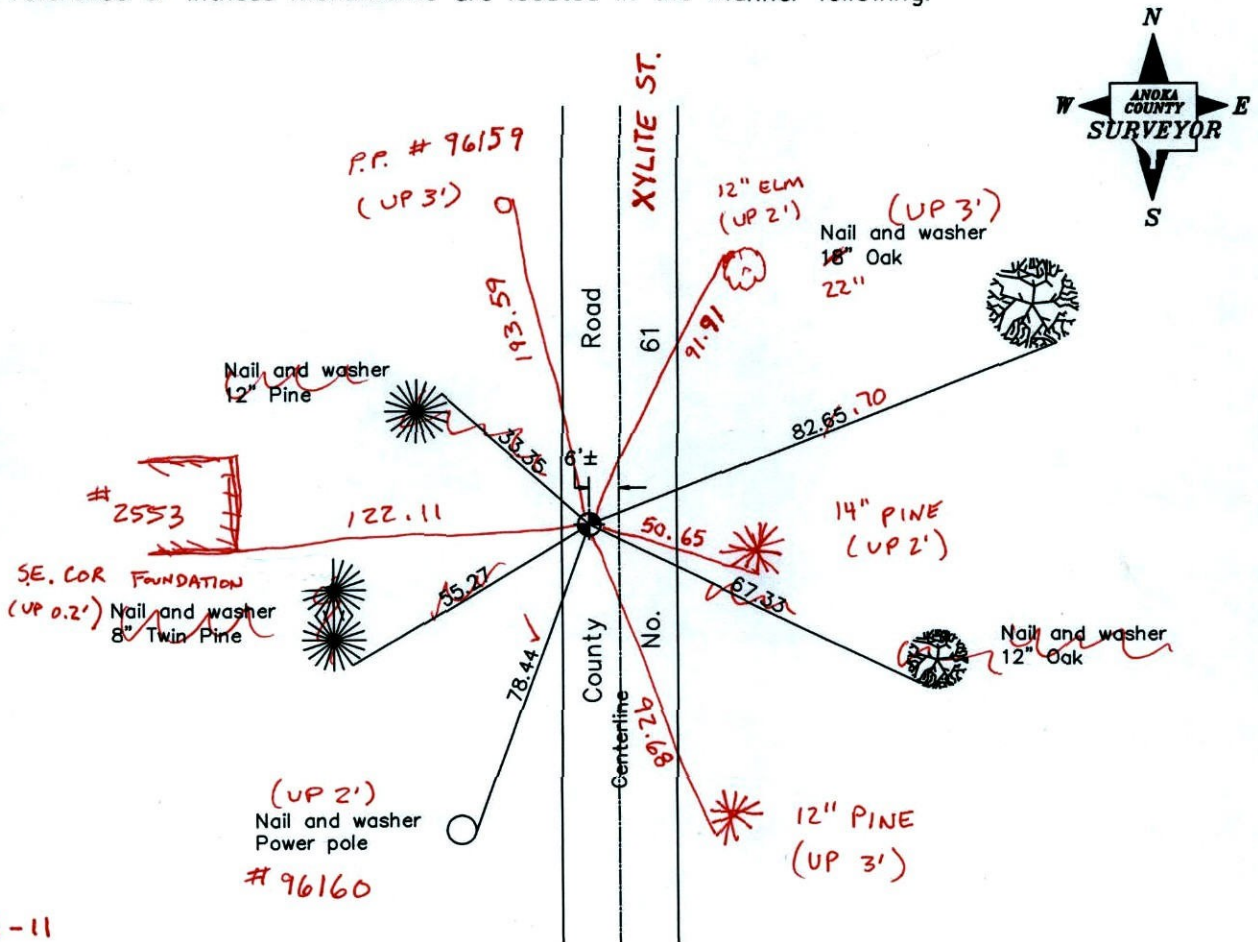 N
W
ANOKA
COUNTY
E
SURVEYOR
S
XYLITE ST.
P.P. # 96159
(UP 3')
12" ELM
(UP 2')
(UP 3')
Nail and washer
18" Oak
22"
193.59
Road
61
91.91
Nail and washer
12" Pine
82.65
.70
33.35
6'±
#
2553
122.11
50.65
14" PINE
(UP 2')
S.E. COR FOUNDATION
(UP 0.2')
Nail and washer
8" Twin Pine
55.27
67.33
Nail and washer
12" Oak
78.44
County
No.
Centerline
(UP 2')
Nail and washer
Power pole
# 96160
12" PINE
(UP 3')
-11